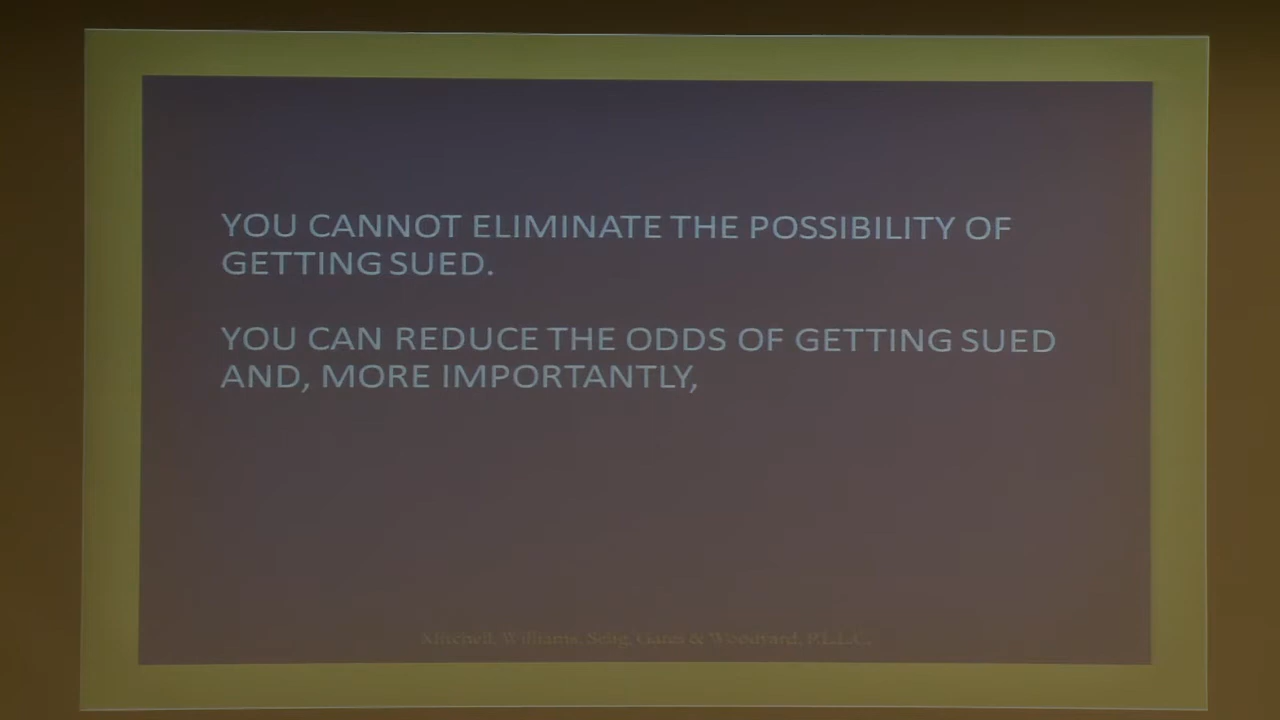 YOU CANNOT ELIMINATE THE POSSIBILITY OF
GETTING SUED.
YOU CAN REDUCE THE ODDS OF GETTING SUED
AND, MORE IMPORTANTLY,
Mitchell, Williams, Selig, Gates & Woodyard, P.L.L.C.